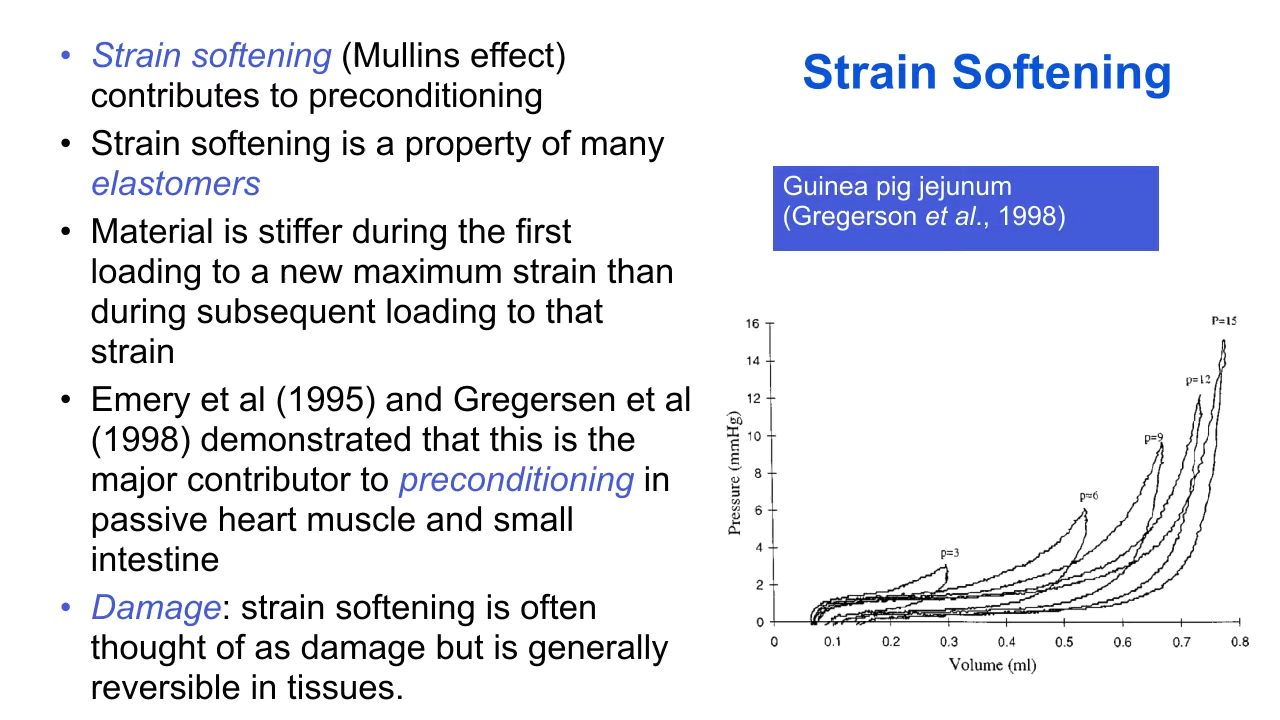 • Strain softening (Mullins effect)
contributes to preconditioning
• Strain softening is a property of many
elastomers
• Material is stiffer during the first
loading to a new maximum strain than
during subsequent loading to that
strain
• Emery et al (1995) and Gregersen et al
(1998) demonstrated that this is the
major contributor to preconditioning in
passive heart muscle and small
intestine
• Damage: strain softening is often
thought of as damage but is generally
reversible in tissues.
Strain Softening
Guinea pig jejunum
(Gregerson et al., 1998)
Pressure (mmHg)
16
14
12
10
8
6
4
2
0
p=3
p=6
p=9
p=12
P=15
0 0.1 0.2 0.3 0.4 0.5 0.6 0.7 0.8
Volume (ml)